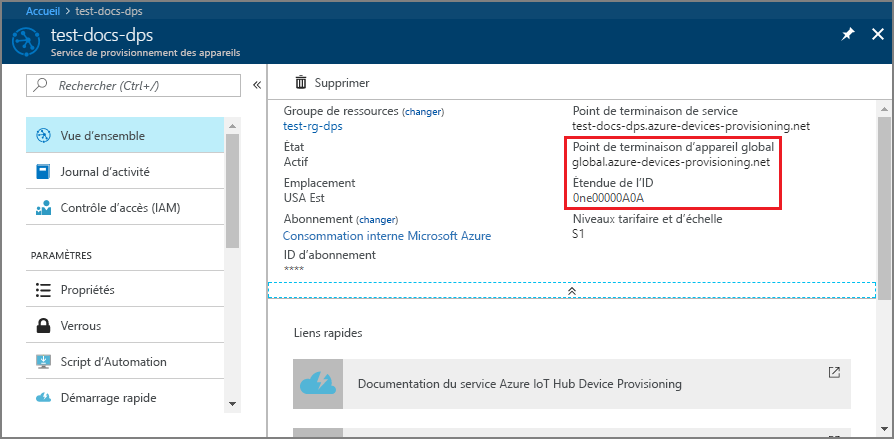 Accueil > test-docs-dps
test-docs-dps
Service de provisionnement des appareils
Rechercher (Ctrl+/)
Vue d'ensemble
Journal d'activité
Contrôle d'accès (IAM)
PARAMÈTRES
Propriétés
Verrous
Script d'Automation
Démarrage rapide
Supprimer
Groupe de ressources (changer)
test-rg-dps
État
Actif
Emplacement
USA Est
Abonnement (changer)
Consommation interne Microsoft Azure
ID d'abonnement
****
Point de terminaison de service
test-docs-dps.azure-devices-provisioning.net
Point de terminaison d'appareil global
global.azure-devices-provisioning.net
Étendue de l'ID
0ne00000A0A
Niveaux tarifaire et d'échelle
S1
Liens rapides
Documentation du service Azure IoT Hub Device Provisioning